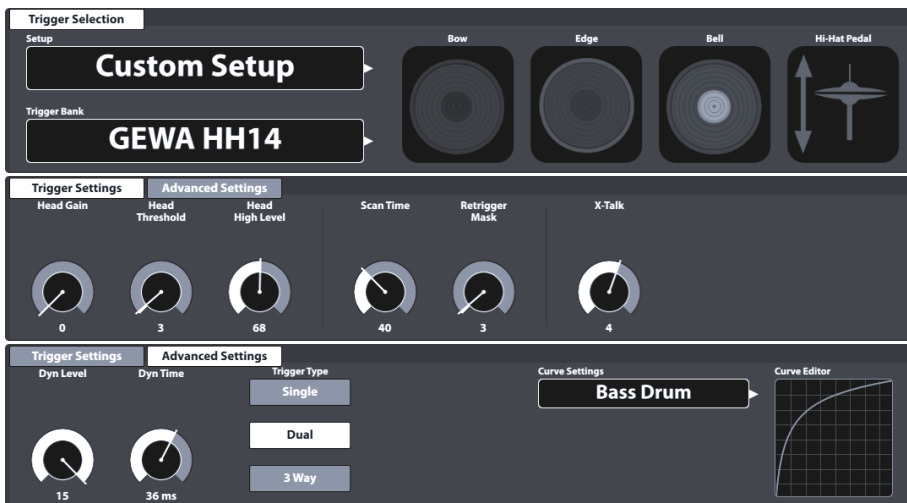 Trigger Selection
Setup
Custom Setup
Trigger Bank
GEWA HH14
Bow
Edge
Bell
Hi-Hat Pedal
Trigger Settings
Advanced Settings
Head Gain
Head
Threshold
Head
High Level
Scan Time
Retrigger
Mask
X-Talk
0
3
68
40
3
4
Trigger Settings
Advanced Settings
Dyn Level
Dyn Time
Trigger Type
Single
Dual
3 Way
15
36 ms
Curve Settings
Bass Drum
Curve Editor